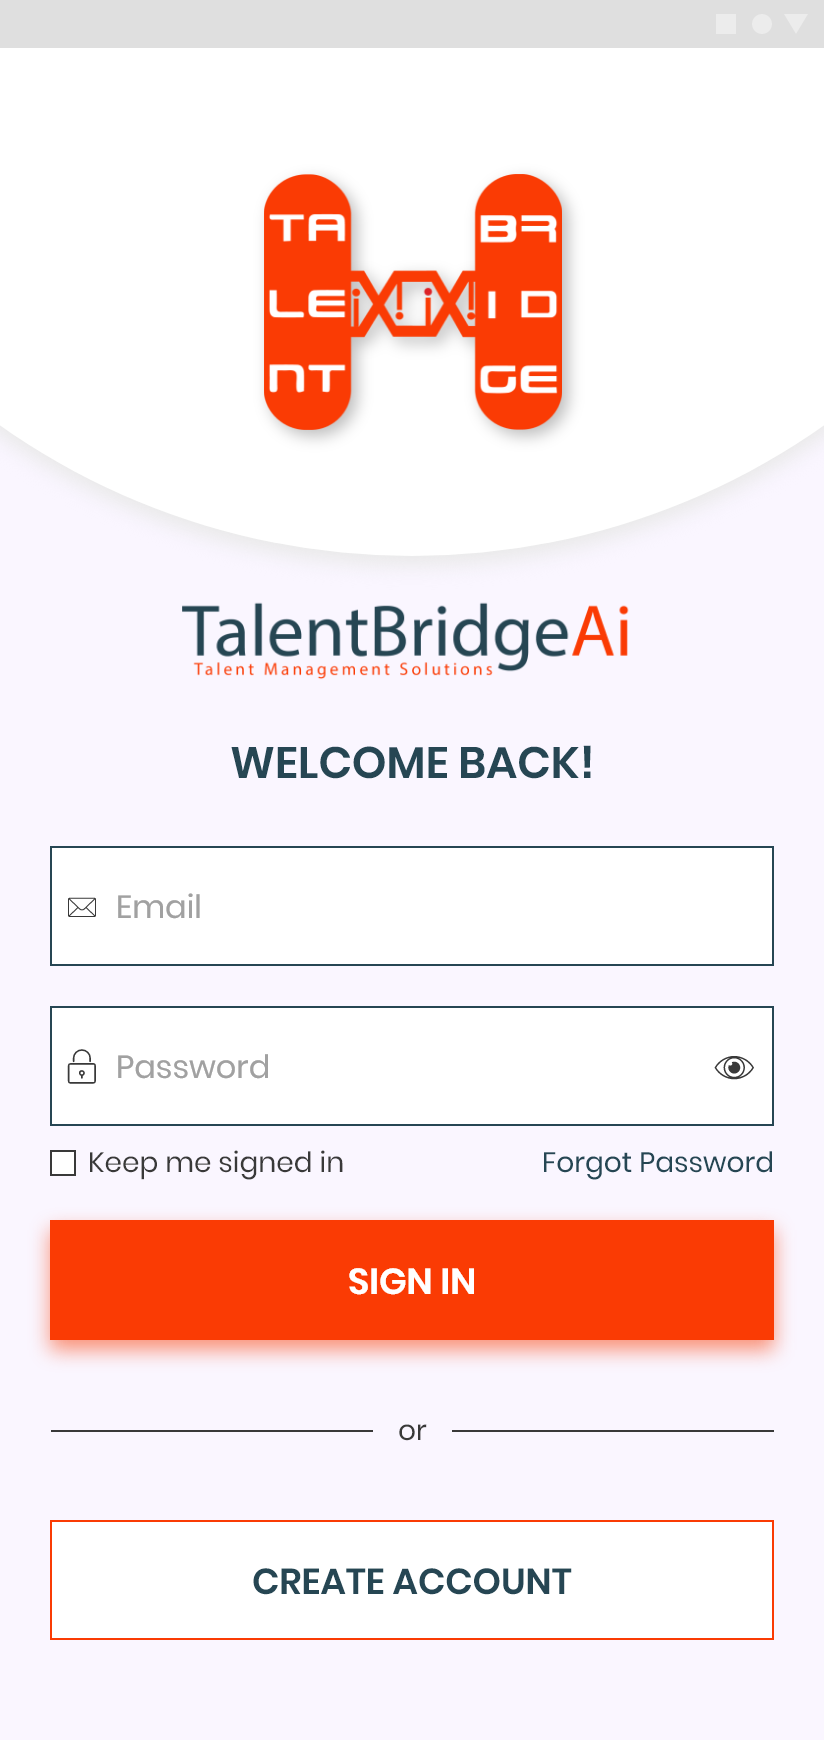 TA
LE
NT
BR
ID
GE
TalentBridgeAi
Talent Management Solutions
WELCOME BACK!
Email
Password
Keep me signed in
Forgot Password
SIGN IN
or
CREATE ACCOUNT